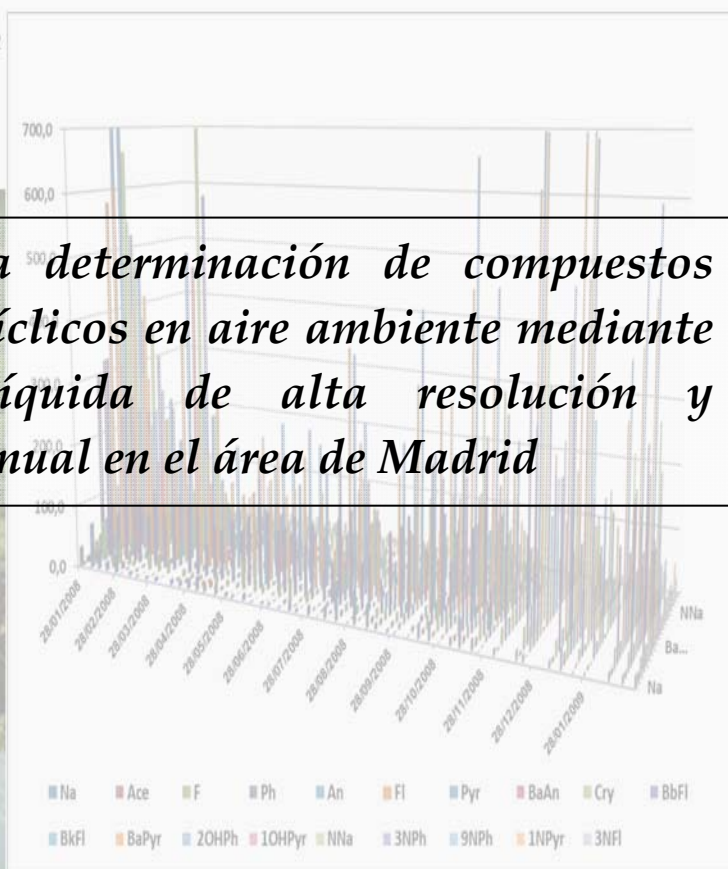 a determinación de compuestos
íclicos en aire ambiente mediante
íquida de alta resolución y
nual en el área de Madrid
700,0
600,0
500,0
200,0
100,0
0,0
28/01/2008
28/02/2008
28/03/2008
28/04/2008
28/05/2008
28/06/2008
28/07/2008
28/08/2008
28/09/2008
28/10/2008
28/11/2008
28/12/2008
28/01/2009
NNa
Ba...
Na
Na Ace F Ph An Fl Pyr BaAn Cry BbFl
BkFl BaPyr 2OHPh 1OHPyr NNa 3NPh 9NPh 1NPyr 3NFl